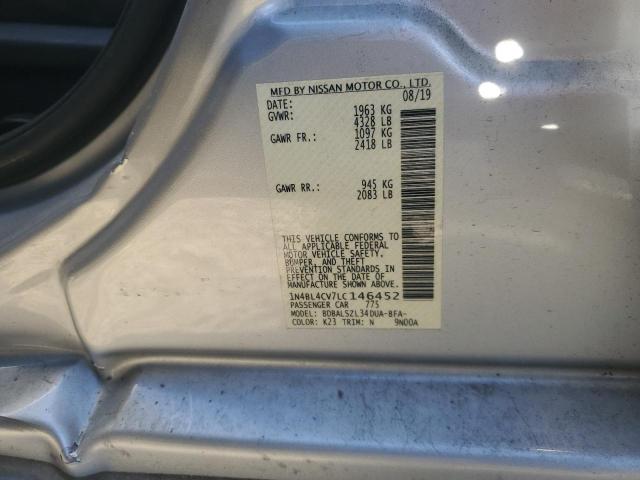 MFD BY NISSAN MOTOR CO., LTD.
DATE: 08/19
GVWR: 1963 KG
4328 LB
GAWR FR.: 1097 KG
2418 LB
GAWR RR.: 945 KG
2083 LB
THIS VEHICLE CONFORMS TO
ALL APPLICABLE FEDERAL
MOTOR VEHICLE SAFETY,
BUMPER, AND THEFT
PREVENTION STANDARDS IN
EFFECT ON THE DATE OF
MANUFACTURE SHOWN ABOVE.
1N4BL4CV7LC146452
PASSENGER CAR 775
MODEL: BDBALSZL34DUA-BFA-
COLOR: K23 TRIM: N 9N00A